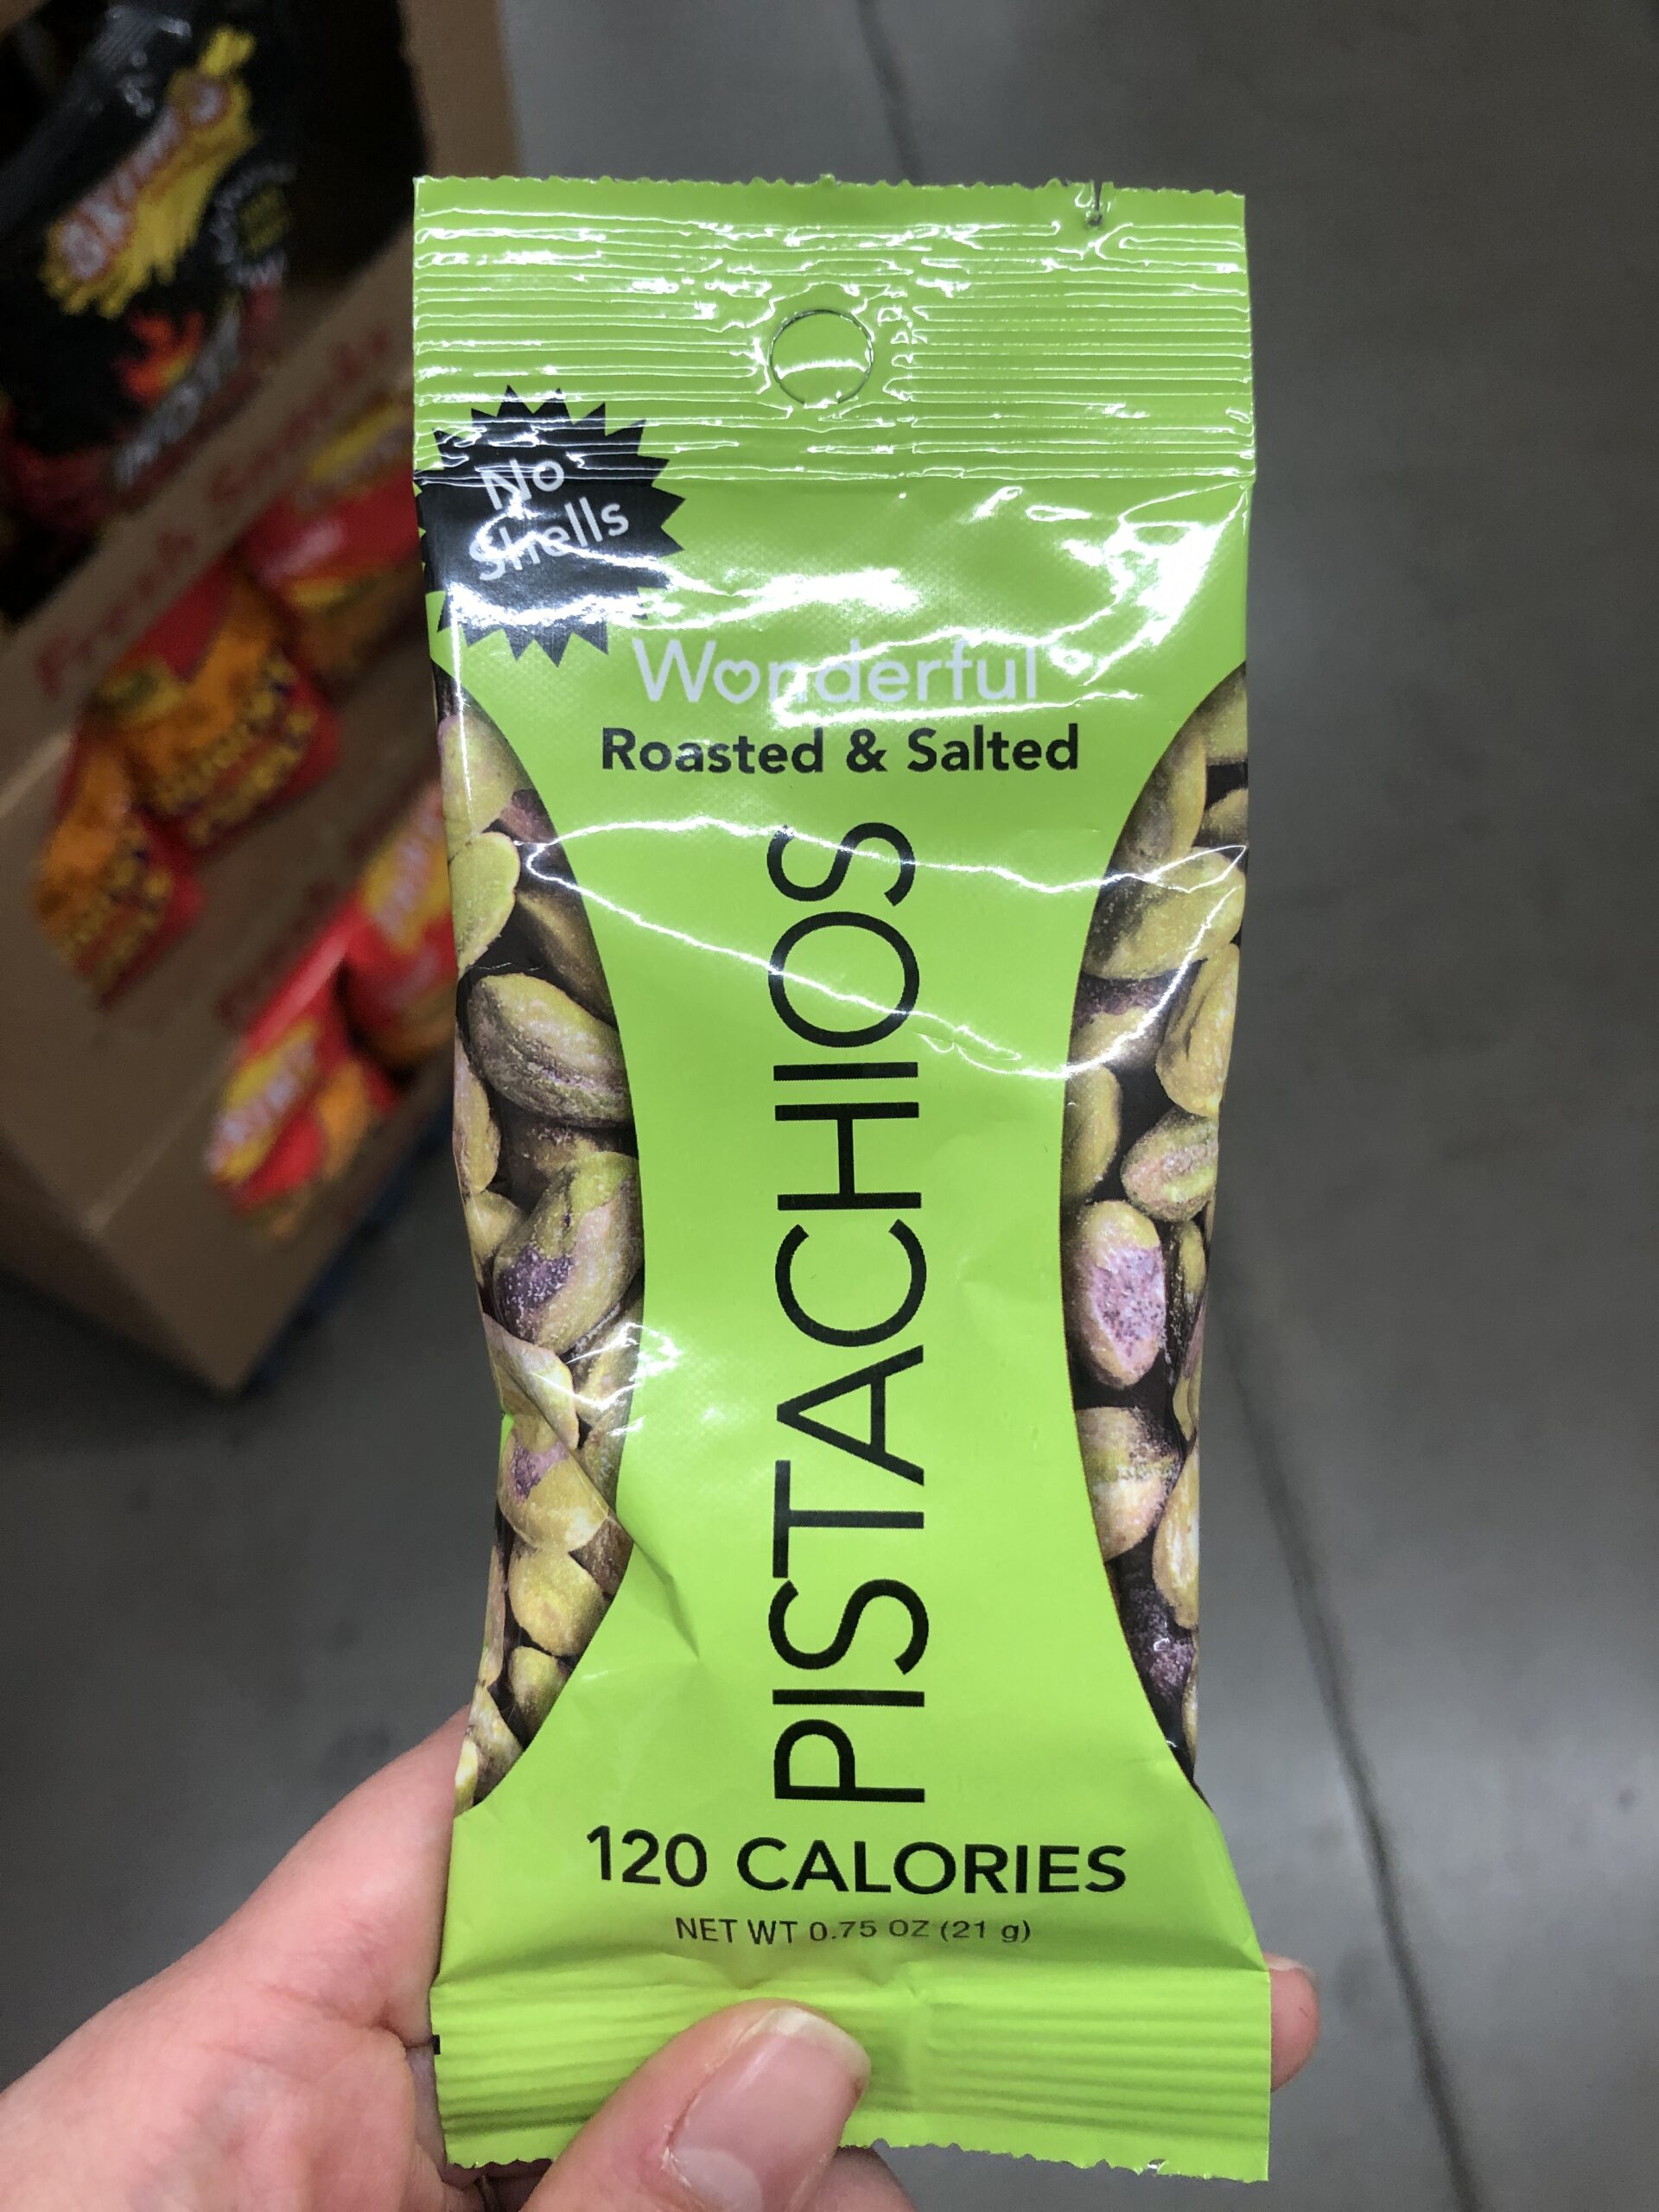 No
Shells
Wonderful
Roasted & Salted
PISTACHIOS
120 CALORIES
NET WT 0.75 OZ (21 g)